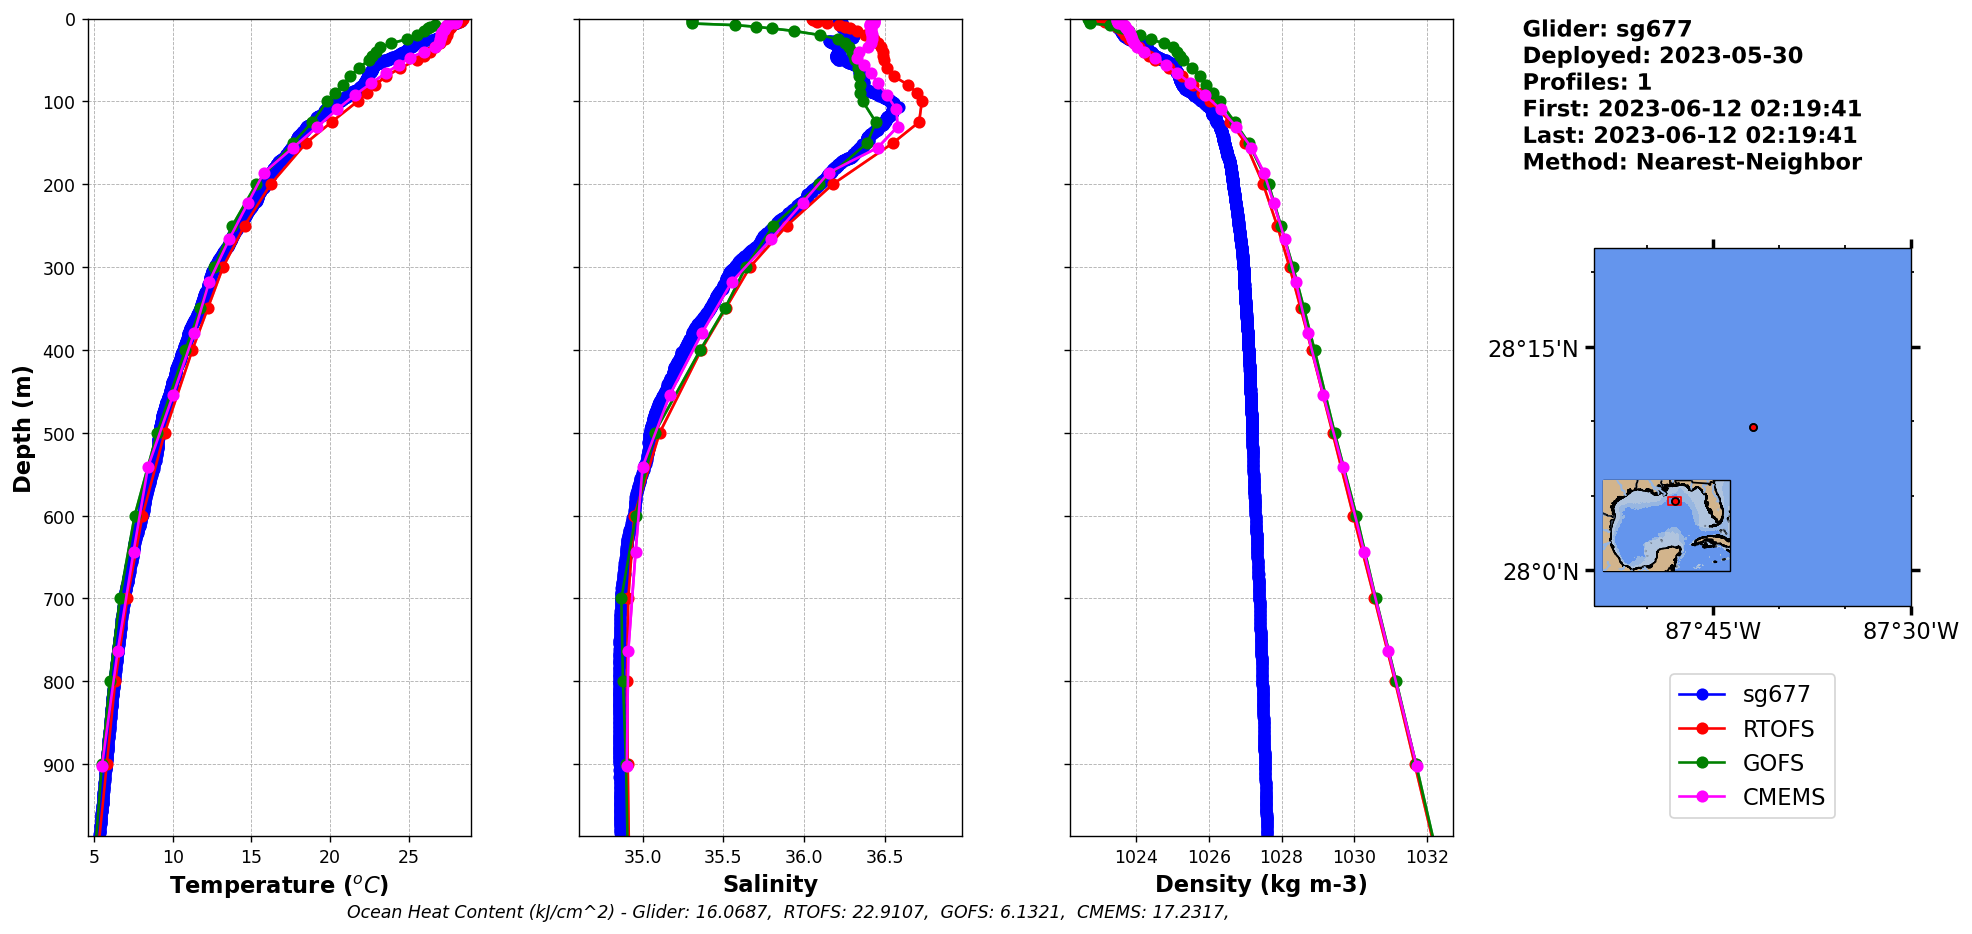 Glider: sg677
Deployed: 2023-05-30
Profiles: 1
First: 2023-06-12 02:19:41
Last: 2023-06-12 02:19:41
Method: Nearest-Neighbor
0
100
200
300
400
500
600
700
800
900
Depth (m)
5 10 15 20 25
Temperature (°C)
35.0 35.5 36.0 36.5
Salinity
1024 1026 1028 1030 1032
Density (kg m-3)
28°15'N
28°0'N
87°45'W 87°30'W
sg677
RTOFS
GOFS
CMEMS
Ocean Heat Content (kJ/cm^2) - Glider: 16.0687, RTOFS: 22.9107, GOFS: 6.1321, CMEMS: 17.2317,